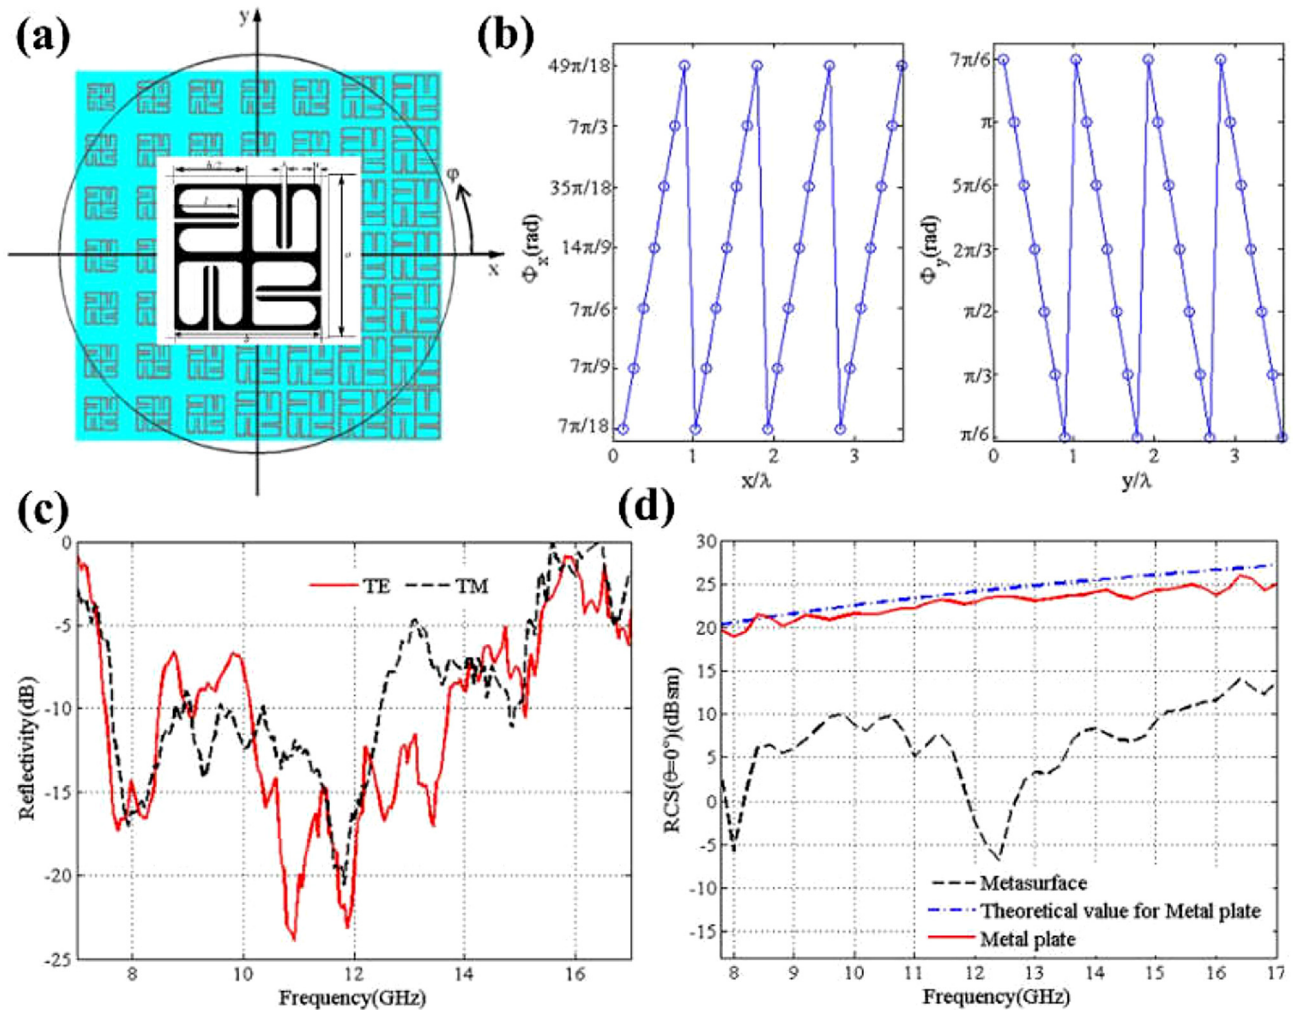 (a)
y
φ
x
h/2
l
a
b
(b)
49π/18
7π/3
35π/18
14π/9
7π/6
7π/9
7π/18
Φx(rad)
0 1 2 3
x/λ
7π/6
π
5π/6
2π/3
π/2
π/3
π/6
Φy(rad)
0 1 2 3
y/λ
(c)
0
-5
-10
-15
-20
-25
Reflectivity(dB)
TE TM
8 10 12 14 16
Frequency(GHz)
(d)
30
25
20
15
10
5
0
-5
-10
-15
RCS(θ=0°)(dBsm)
Metasurface
Theoretical value for Metal plate
Metal plate
8 9 10 11 12 13 14 15 16 17
Frequency(GHz)